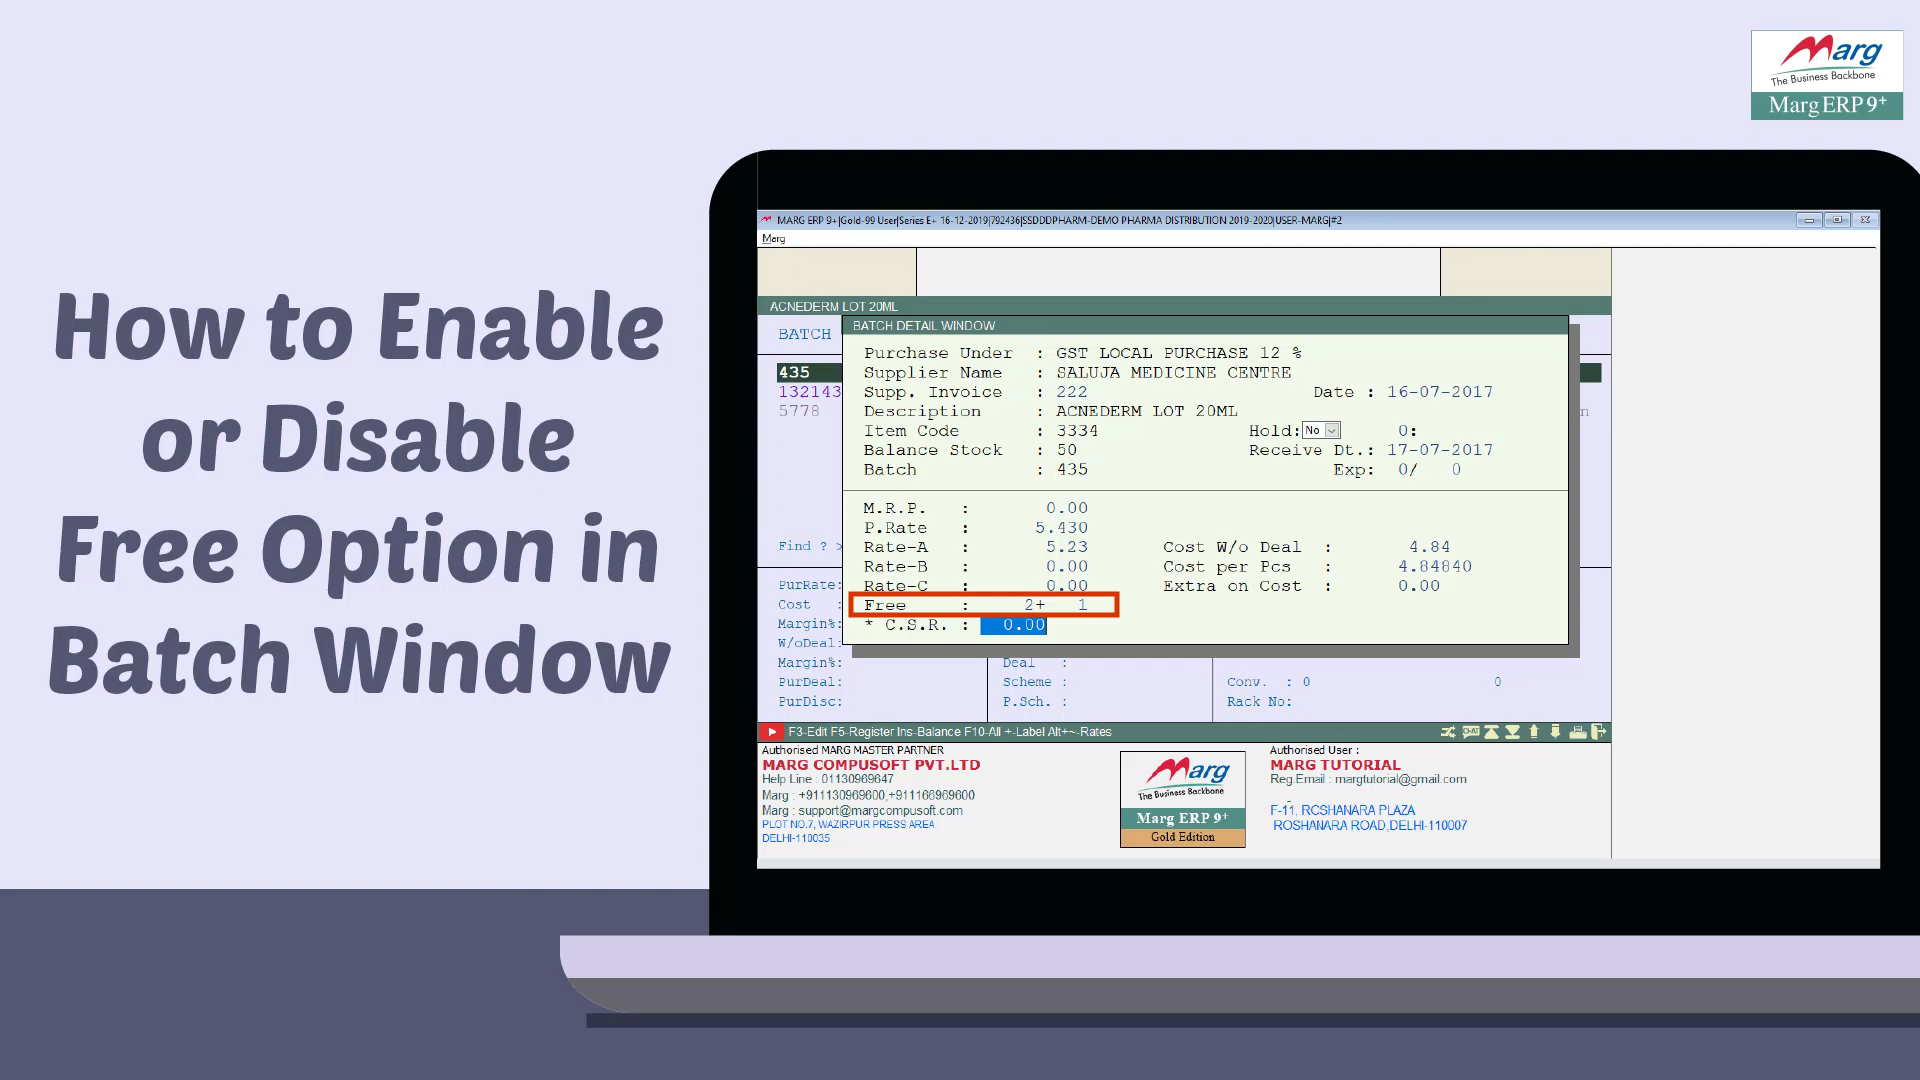 Marg
The Business Backbone
Marg ERP 9+
How to Enable
or Disable
Free Option in
Batch Window
MARG ERP 9+|Gold-99 User|Series E+ 16-12-2019|792436|SSDDDPHARM-DEMO PHARMA DISTRIBUTION 2019-2020|USER-MARG|#2
Marg
ACNEDERM LOT 20ML
BATCH
435
132143
5778
n
BATCH DETAIL WINDOW
Purchase Under : GST LOCAL PURCHASE 12 %
Supplier Name : SALUJA MEDICINE CENTRE
Supp. Invoice : 222 Date : 16-07-2017
Description : ACNEDERM LOT 20ML
Item Code : 3334 Hold: No 0:
Balance Stock : 50 Receive Dt.: 17-07-2017
Batch : 435 Exp: 0/ 0
M.R.P. : 0.00
P.Rate : 5.430
Rate-A : 5.23 Cost W/o Deal : 4.84
Rate-B : 0.00 Cost per Pcs : 4.84840
Rate-C : 0.00 Extra on Cost : 0.00
Free : 2+ 1
* C.S.R. : 0.00
Find ? >
PurRate:
Cost :
Margin%:
W/oDeal:
Margin%: Deal :
PurDeal: Scheme : Conv. : 0 0
PurDisc: P.Sch. : Rack No:
F3-Edit F5-Register Ins-Balance F10-All +-Label Alt+~-Rates
CHAT
Authorised MARG MASTER PARTNER
MARG COMPUSOFT PVT.LTD
Help Line : 01130969647
Marg : +911130969600,+911166969600
Marg : support@margcompusoft.com
PLOT NO.7, WAZIRPUR PRESS AREA
DELHI-110035
Marg
The Business Backbone
Marg ERP 9+
Gold Edition
Authorised User :
MARG TUTORIAL
Reg.Email : margtutorial@gmail.com
F-11, ROSHANARA PLAZA
ROSHANARA ROAD,DELHI-110007